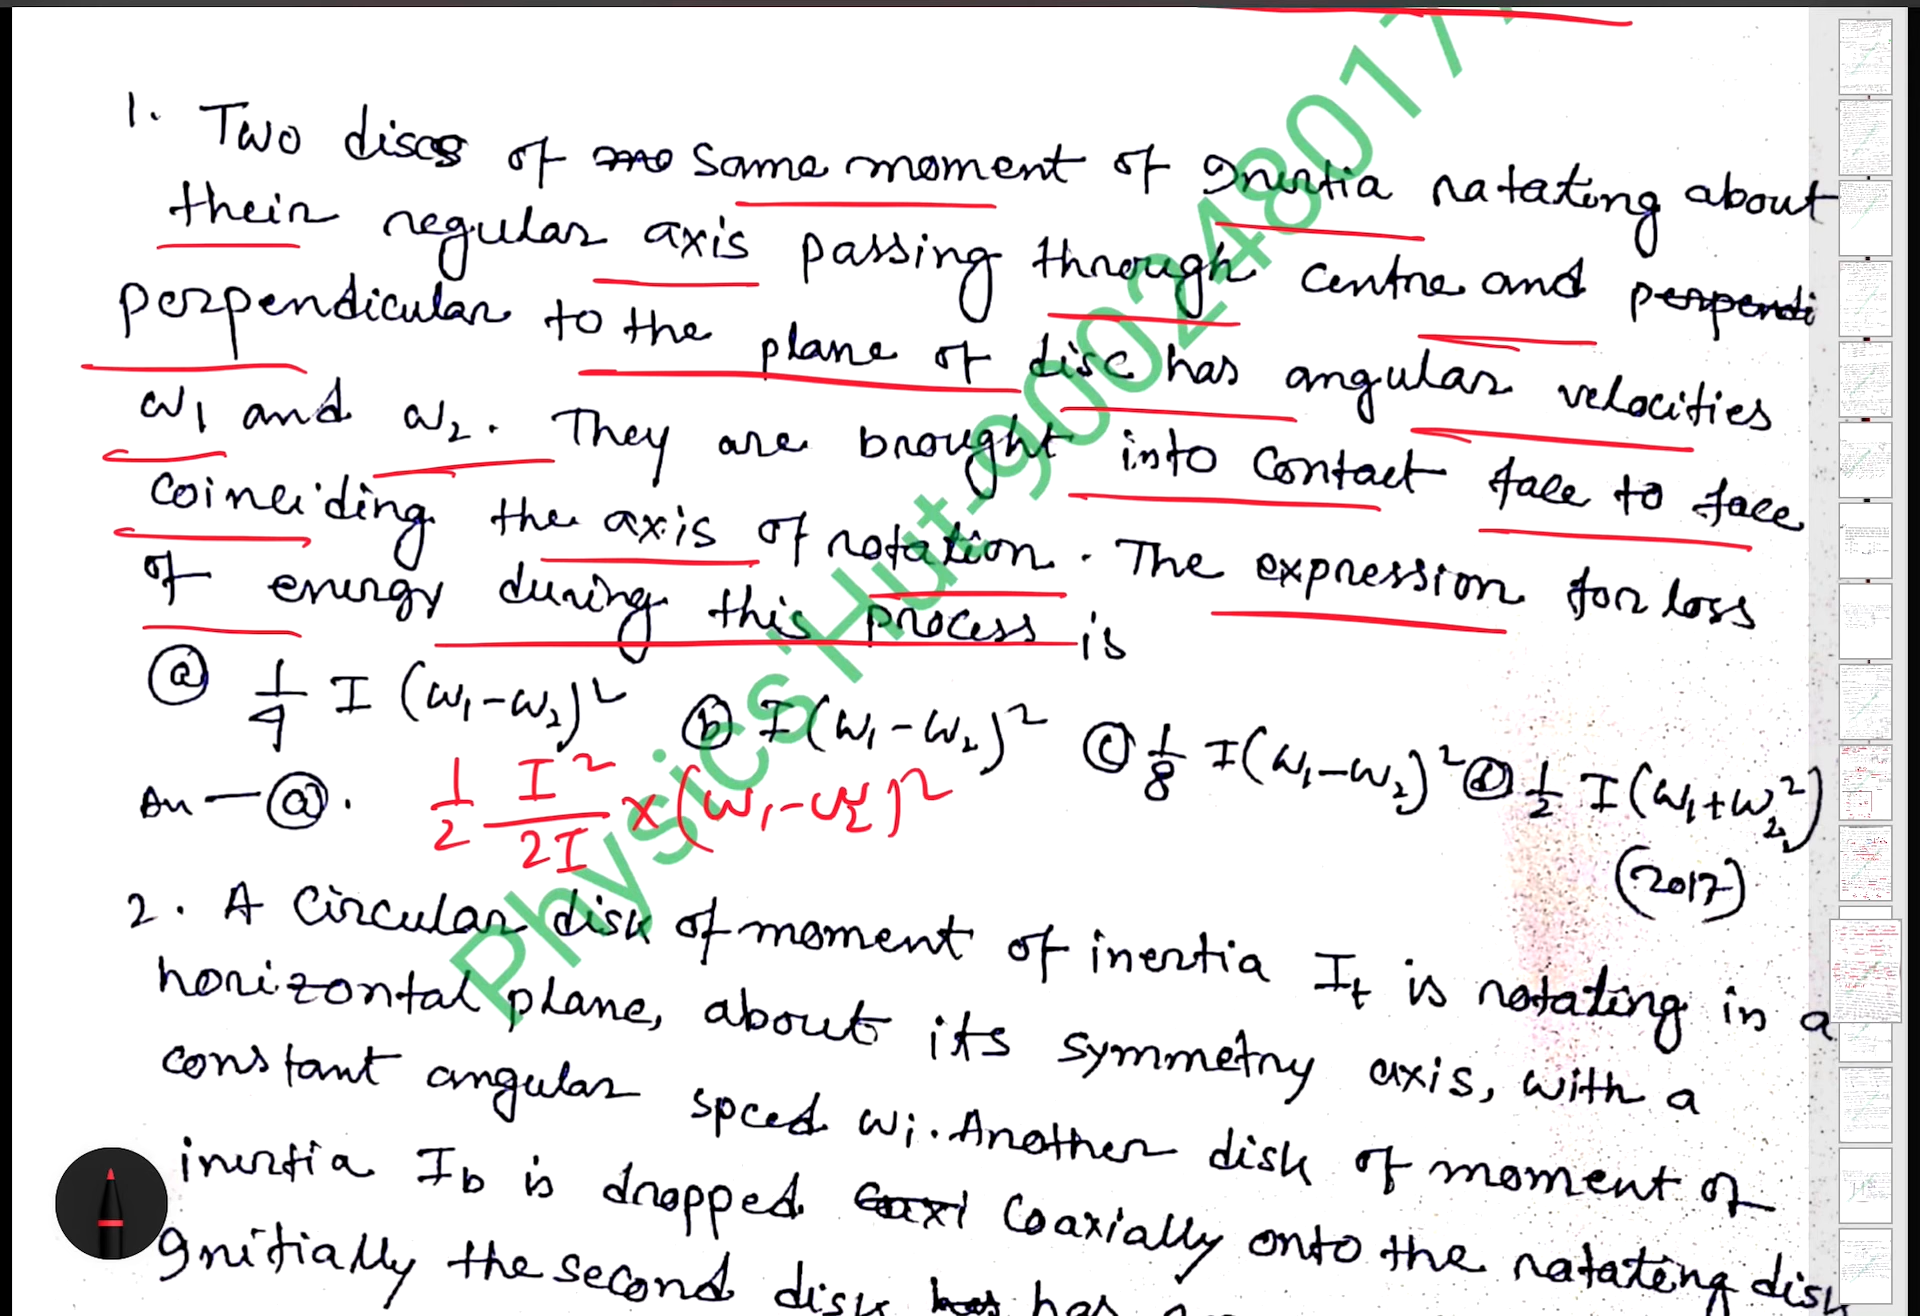 1. Two discs of same moment of Inertia rotating about
their regular axis passing through centre and perpendi
perpendicular to the plane of disc has angular velocities
ω1 and ω2. They are brought into contact face to face
coinciding the axis of rotation. The expression for loss
of energy during this process is
ⓐ 1/4 I (ω1-ω2)² ⓑ I(ω1-ω2)² ⓒ 1/8 I(ω1-ω2)² ⓓ 1/2 I(ω1+ω2²)
An — ⓐ. 1/2 I²/2I × (ω1-ω2)²
(2017)
2. A Circular disk of moment of inertia It is rotating in a
horizontal plane, about its symmetry axis, with a
constant angular speed ωi. Another disk of moment of
inertia Ib is dropped coaxially onto the rotating disk
Initially the second disk has
Physics Hut-900248017